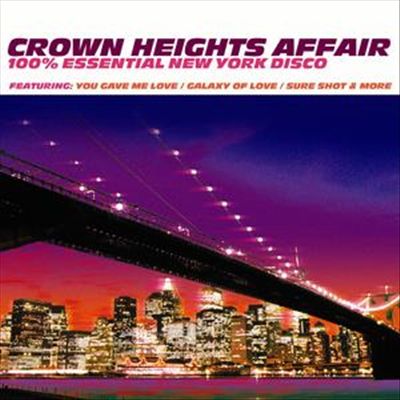 CROWN HEIGHTS AFFAIR
100% ESSENTIAL NEW YORK DISCO
FEATURING: YOU GAVE ME LOVE / GALAXY OF LOVE / SURE SHOT & MORE